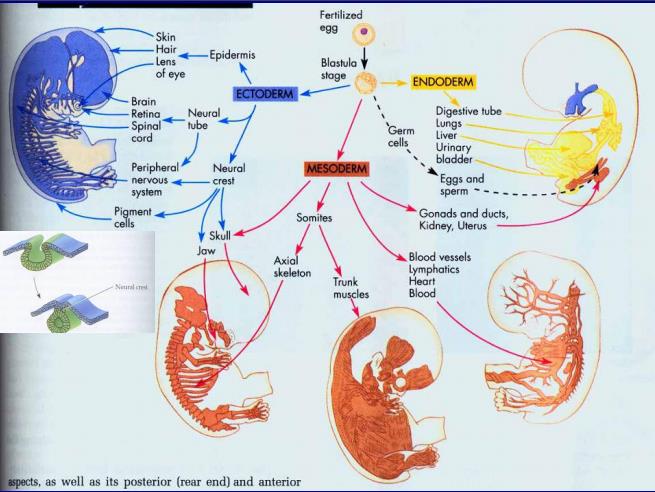 Fertilized
egg
Skin
Hair
Lens
of eye
Epidermis
Blastula
stage
ECTODERM
ENDODERM
Brain
Retina
Spinal
cord
Neural
tube
Digestive tube
Lungs
Liver
Urinary
bladder
Germ
cells
Peripheral
nervous
system
Neural
crest
MESODERM
Eggs and
sperm
Pigment
cells
Somites
Gonads and ducts,
Kidney, Uterus
Skull
Jaw
Axial
skeleton
Trunk
muscles
Blood vessels
Lymphatics
Heart
Blood
Neural crest
aspects, as well as its posterior (rear end) and anterior